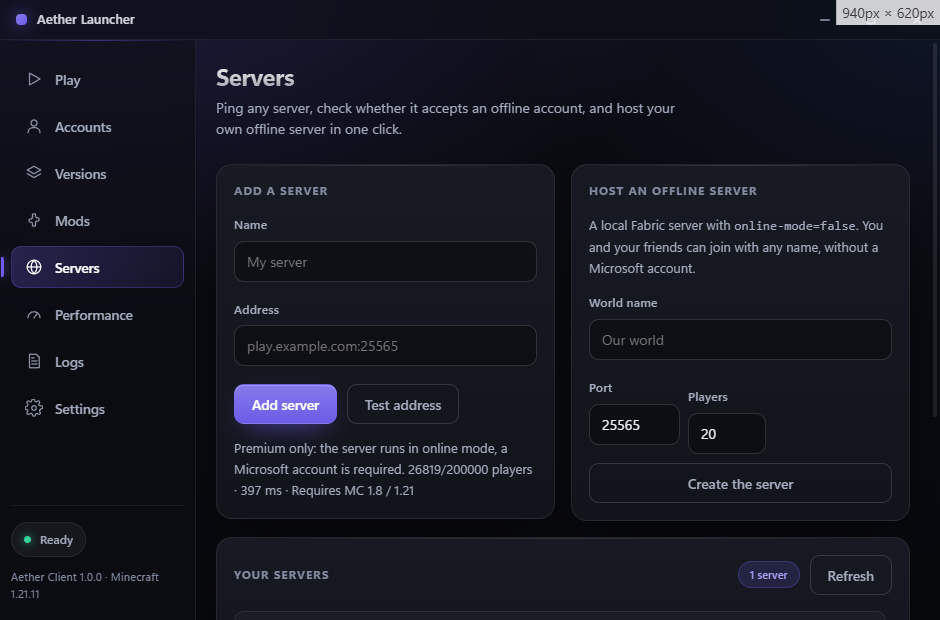 Aether Launcher
940px × 620px
Play
Accounts
Versions
Mods
Servers
Performance
Logs
Settings
Ready
Aether Client 1.0.0 · Minecraft
1.21.11
Servers
Ping any server, check whether it accepts an offline account, and host your
own offline server in one click.
ADD A SERVER
Name
My server
Address
play.example.com:25565
Add server
Test address
Premium only: the server runs in online mode, a
Microsoft account is required. 26819/200000 players
· 397 ms · Requires MC 1.8 / 1.21
HOST AN OFFLINE SERVER
A local Fabric server with online-mode=false. You
and your friends can join with any name, without a
Microsoft account.
World name
Our world
Port
Players
25565
20
Create the server
YOUR SERVERS
1 server
Refresh